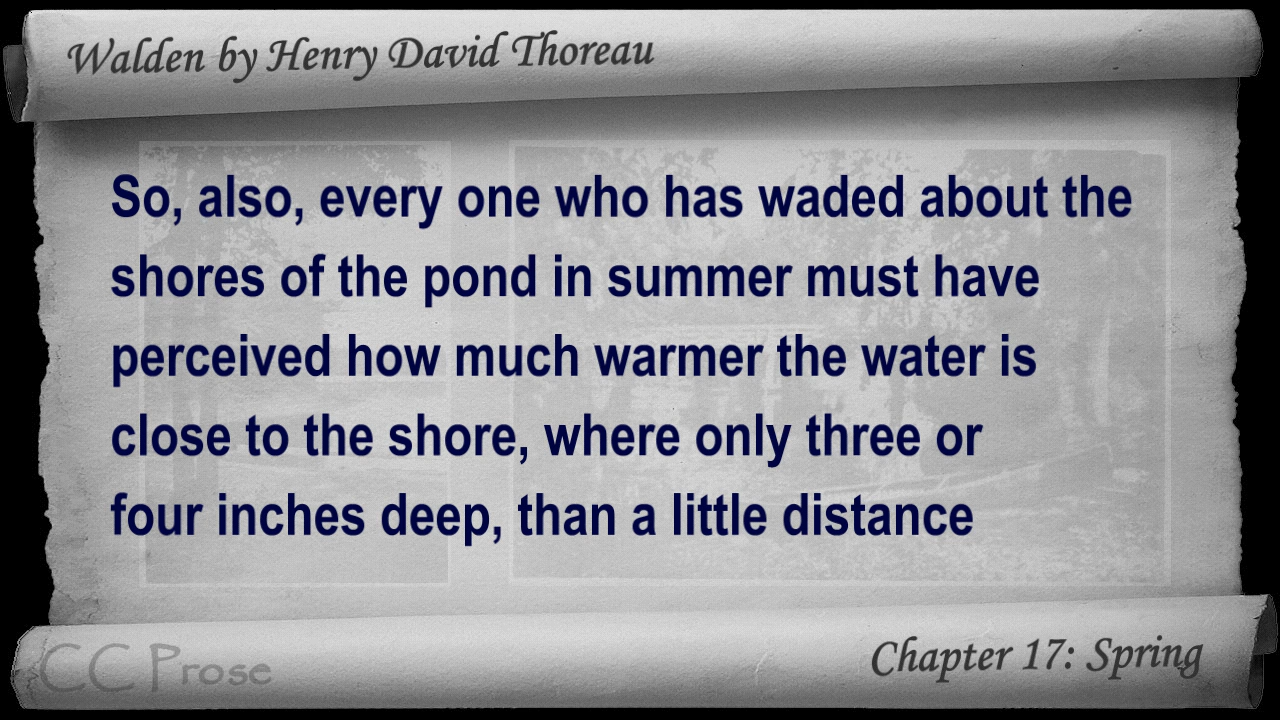 Walden by Henry David Thoreau
So, also, every one who has waded about the
shores of the pond in summer must have
perceived how much warmer the water is
close to the shore, where only three or
four inches deep, than a little distance
CC Prose
Chapter 17: Spring